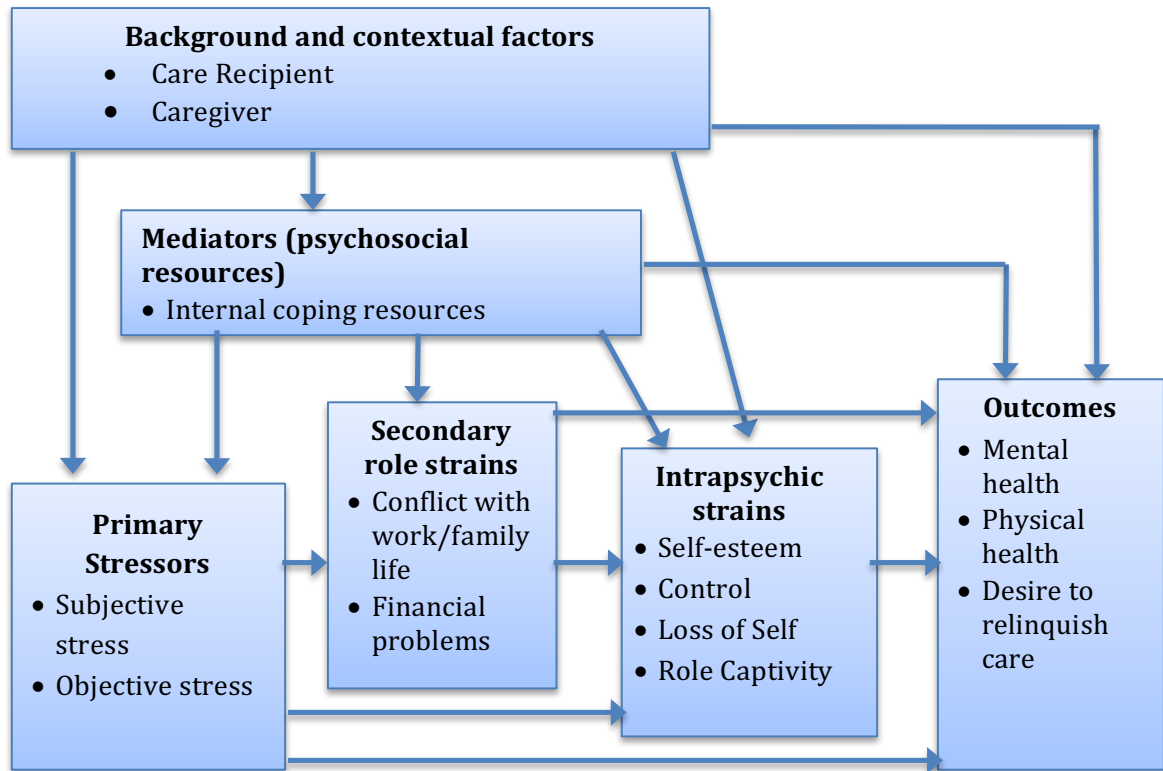 Background and contextual factors
• Care Recipient
• Caregiver
Mediators (psychosocial
resources)
• Internal coping resources
Primary
Stressors
• Subjective
stress
• Objective stress
Secondary
role strains
• Conflict with
work/family
life
• Financial
problems
Intrapsychic
strains
• Self-esteem
• Control
• Loss of Self
• Role Captivity
Outcomes
• Mental
health
• Physical
health
• Desire to
relinquish
care